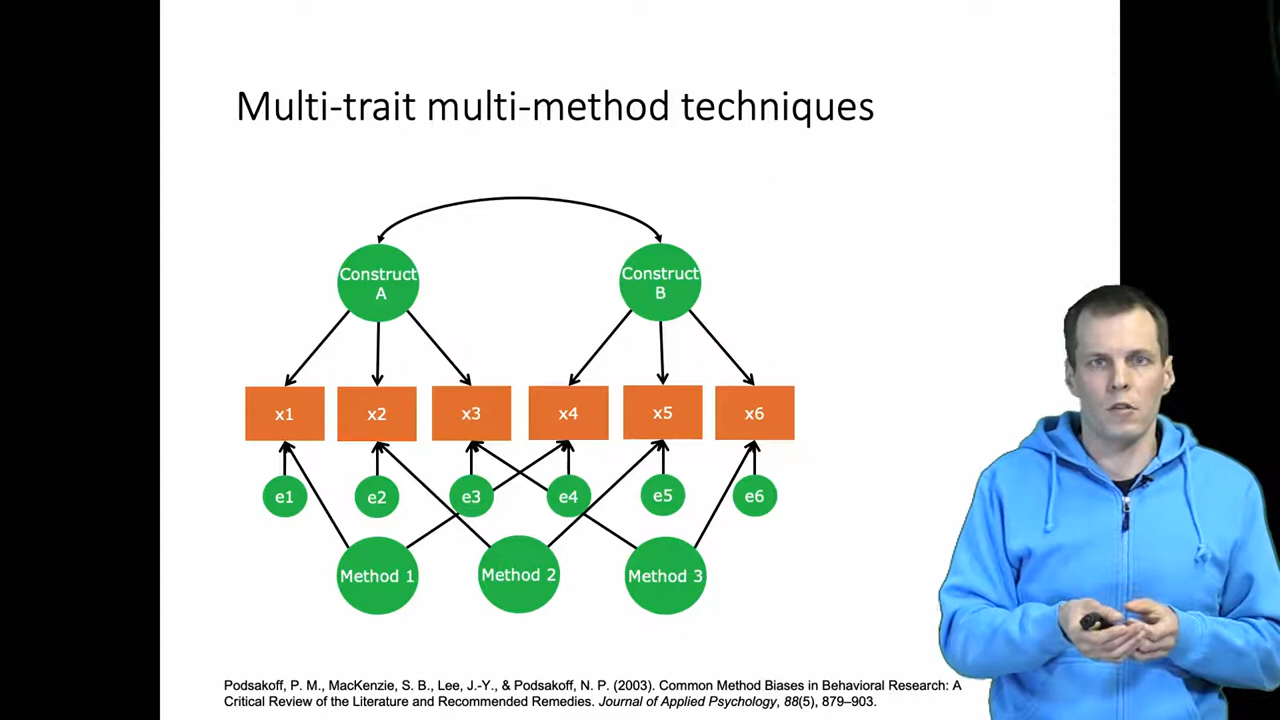 Multi-trait multi-method techniques
Construct
A
Construct
B
x1 x2 x3 x4 x5 x6
e1 e2 e3 e4 e5 e6
Method 1 Method 2 Method 3
Podsakoff, P. M., MacKenzie, S. B., Lee, J.-Y., & Podsakoff, N. P. (2003). Common Method Biases in Behavioral Research: A
Critical Review of the Literature and Recommended Remedies. Journal of Applied Psychology, 88(5), 879–903.